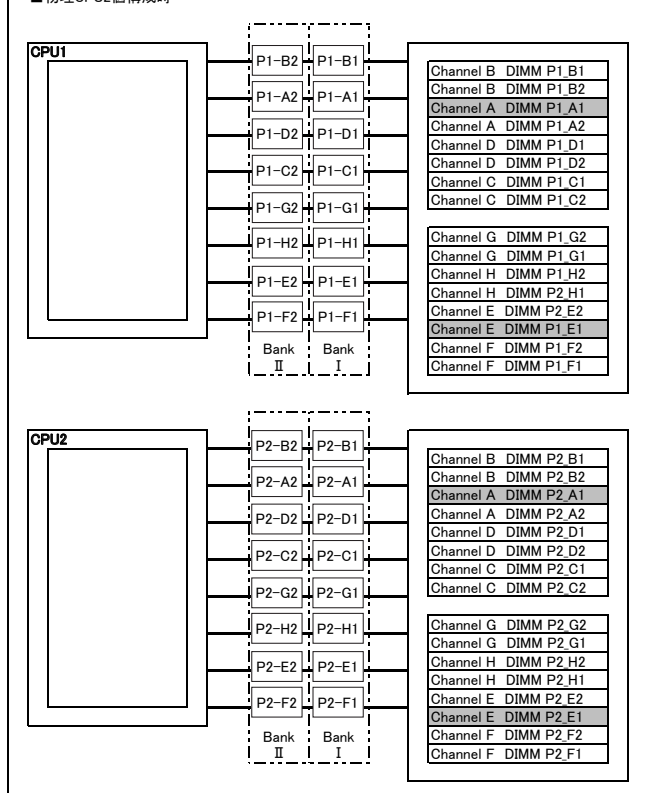 CPU1
P1-B2 P1-B1
P1-A2 P1-A1
P1-D2 P1-D1
P1-C2 P1-C1
P1-G2 P1-G1
P1-H2 P1-H1
P1-E2 P1-E1
P1-F2 P1-F1
Bank Bank
Ⅱ Ⅰ
Channel B DIMM P1_B1
Channel B DIMM P1_B2
Channel A DIMM P1_A1
Channel A DIMM P1_A2
Channel D DIMM P1_D1
Channel D DIMM P1_D2
Channel C DIMM P1_C1
Channel C DIMM P1_C2
Channel G DIMM P1_G2
Channel G DIMM P1_G1
Channel H DIMM P1_H2
Channel H DIMM P2_H1
Channel E DIMM P2_E2
Channel E DIMM P1_E1
Channel F DIMM P1_F2
Channel F DIMM P1_F1
CPU2
P2-B2 P2-B1
P2-A2 P2-A1
P2-D2 P2-D1
P2-C2 P2-C1
P2-G2 P2-G1
P2-H2 P2-H1
P2-E2 P2-E1
P2-F2 P2-F1
Bank Bank
Ⅱ Ⅰ
Channel B DIMM P2_B1
Channel B DIMM P2_B2
Channel A DIMM P2_A1
Channel A DIMM P2_A2
Channel D DIMM P2_D1
Channel D DIMM P2_D2
Channel C DIMM P2_C1
Channel C DIMM P2_C2
Channel G DIMM P2_G2
Channel G DIMM P2_G1
Channel H DIMM P2_H2
Channel H DIMM P2_H1
Channel E DIMM P2_E2
Channel E DIMM P2_E1
Channel F DIMM P2_F2
Channel F DIMM P2_F1